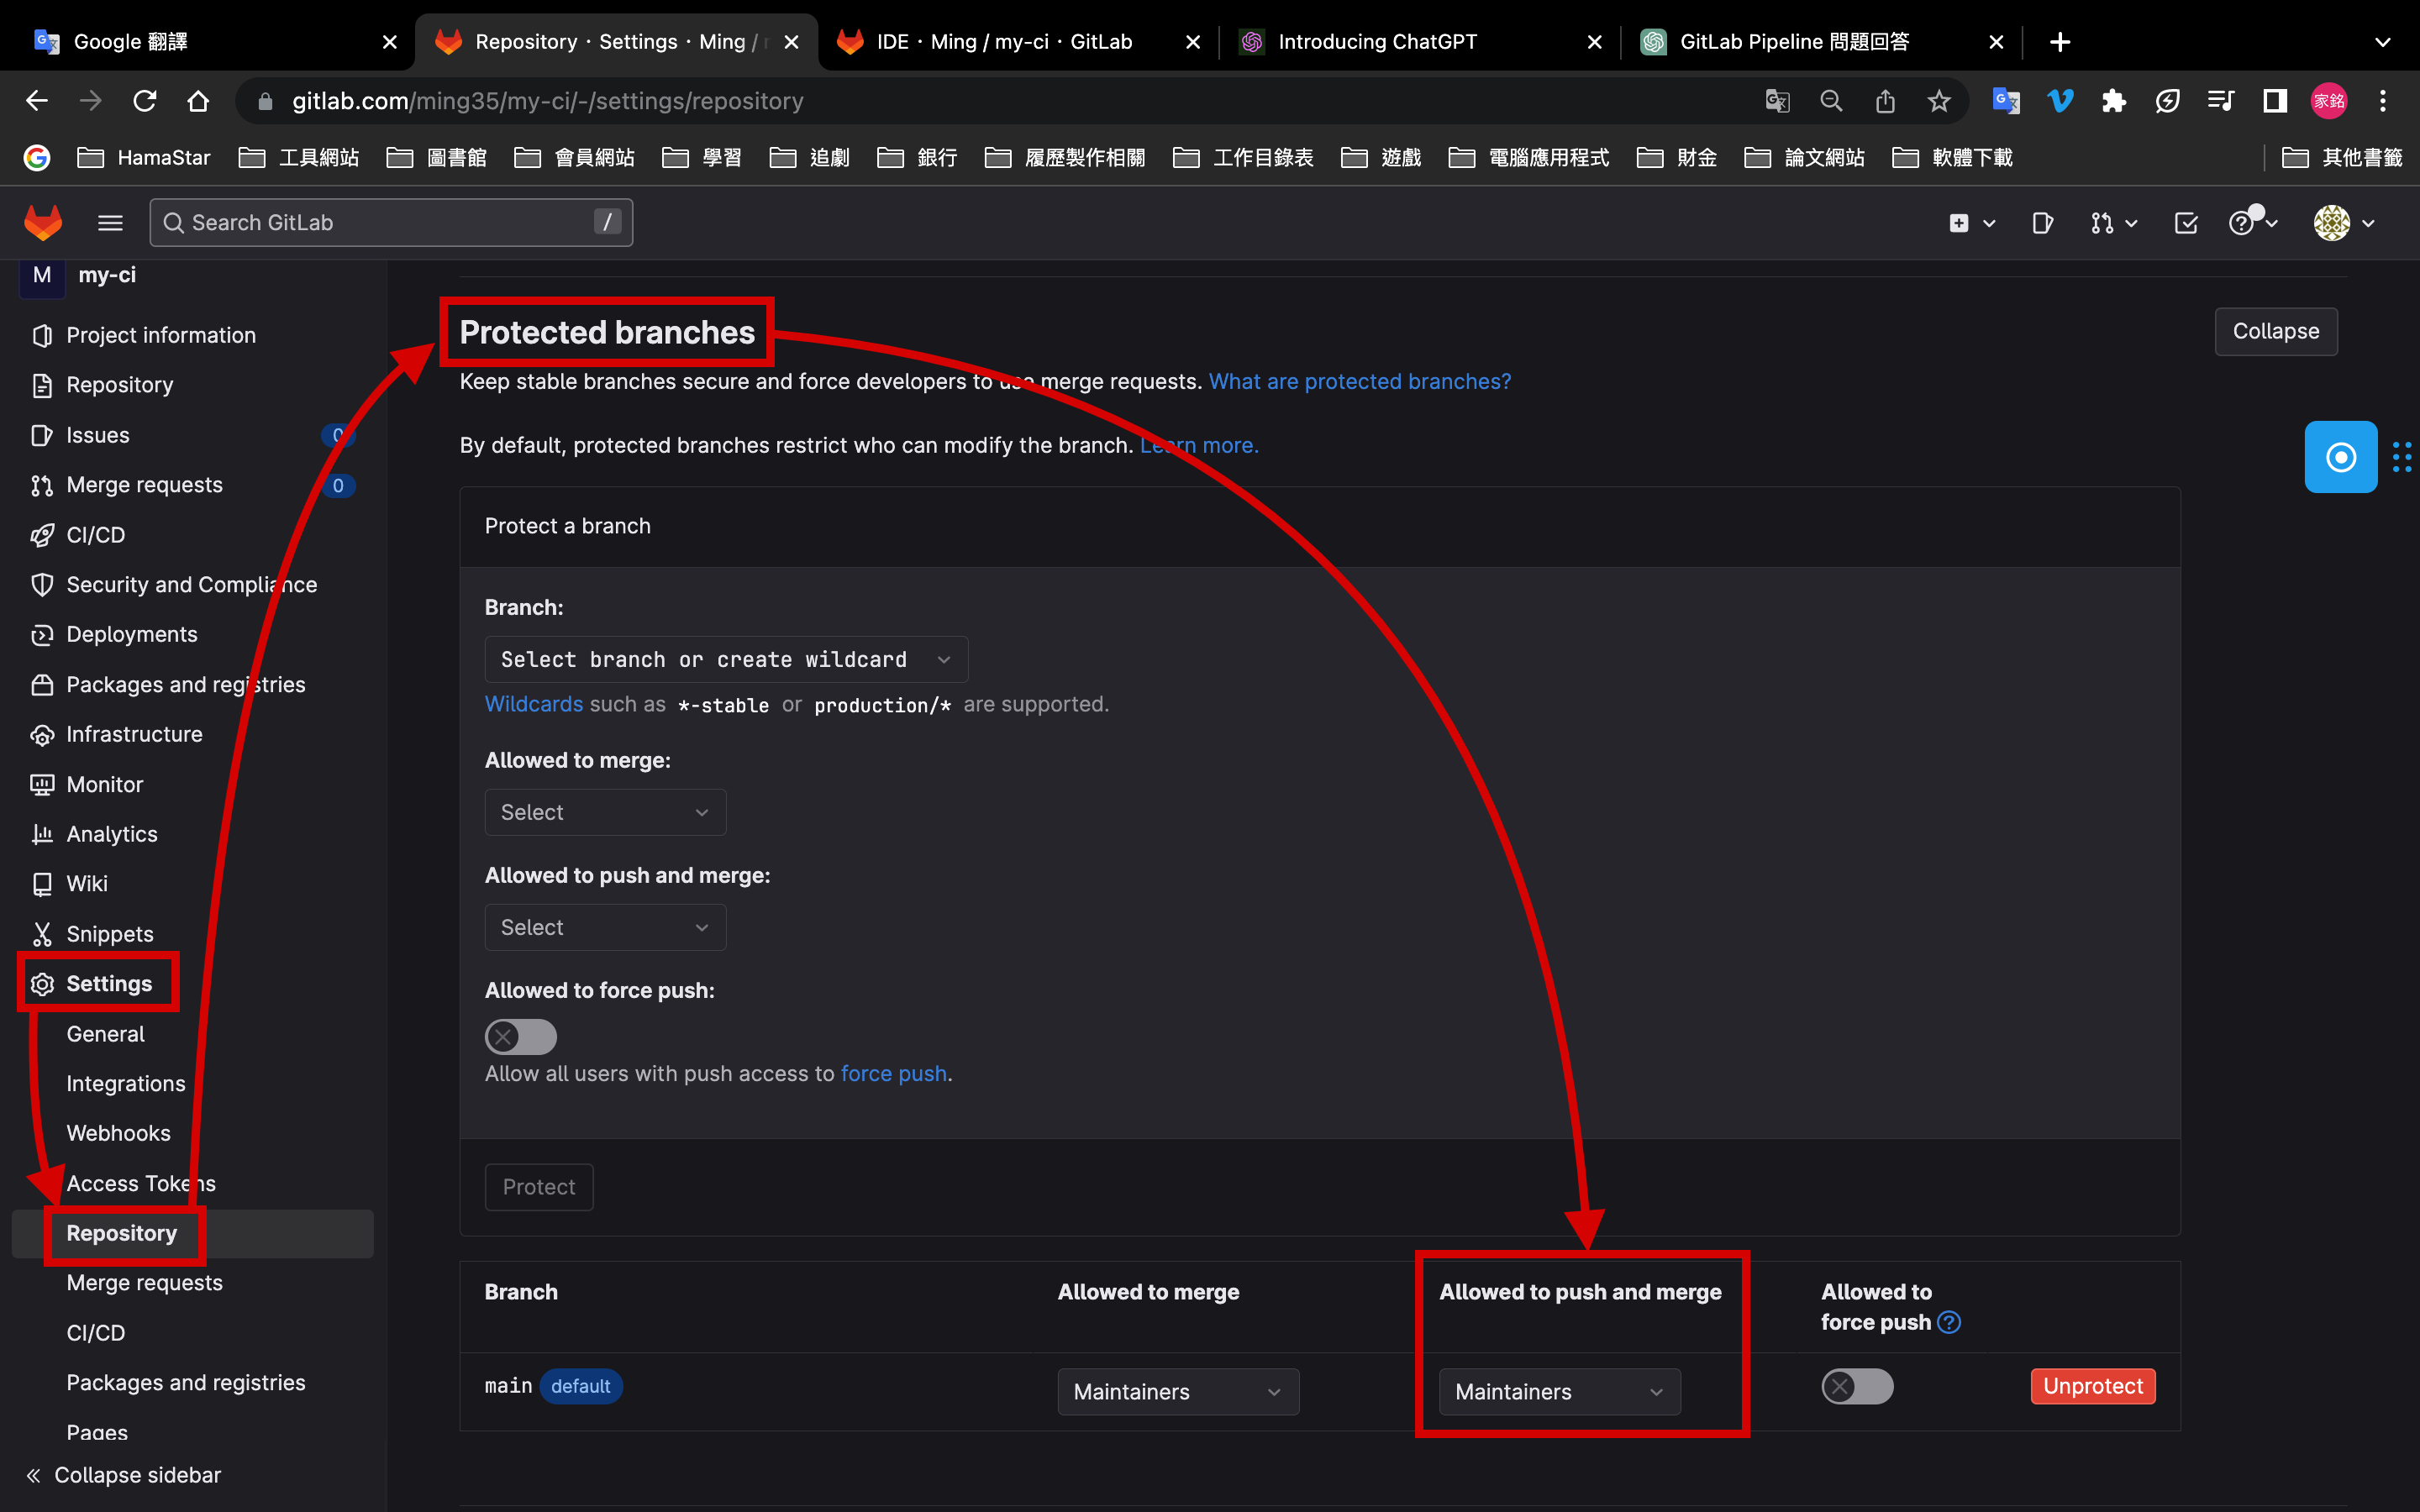 Google 翻譯
Repository · Settings · Ming /
IDE · Ming / my-ci · GitLab
Introducing ChatGPT
GitLab Pipeline 問題回答
gitlab.com/ming35/my-ci/-/settings/repository
家銘
HamaStar
工具網站
圖書館
會員網站
學習
追劇
銀行
履歷製作相關
工作目錄表
遊戲
電腦應用程式
財金
論文網站
軟體下載
其他書籤
Search GitLab
/
M my-ci
Project information
Repository
Issues 0
Merge requests 0
CI/CD
Security and Compliance
Deployments
Packages and registries
Infrastructure
Monitor
Analytics
Wiki
Snippets
Settings
General
Integrations
Webhooks
Access Tokens
Repository
Merge requests
CI/CD
Packages and registries
Pages
Collapse sidebar
Protected branches
Collapse
Keep stable branches secure and force developers to use merge requests. What are protected branches?
By default, protected branches restrict who can modify the branch. Learn more.
Protect a branch
Branch:
Select branch or create wildcard
Wildcards such as *-stable or production/* are supported.
Allowed to merge:
Select
Allowed to push and merge:
Select
Allowed to force push:
Allow all users with push access to force push.
Protect
Branch
Allowed to merge
Allowed to push and merge
Allowed to
force push
main default
Maintainers
Maintainers
Unprotect